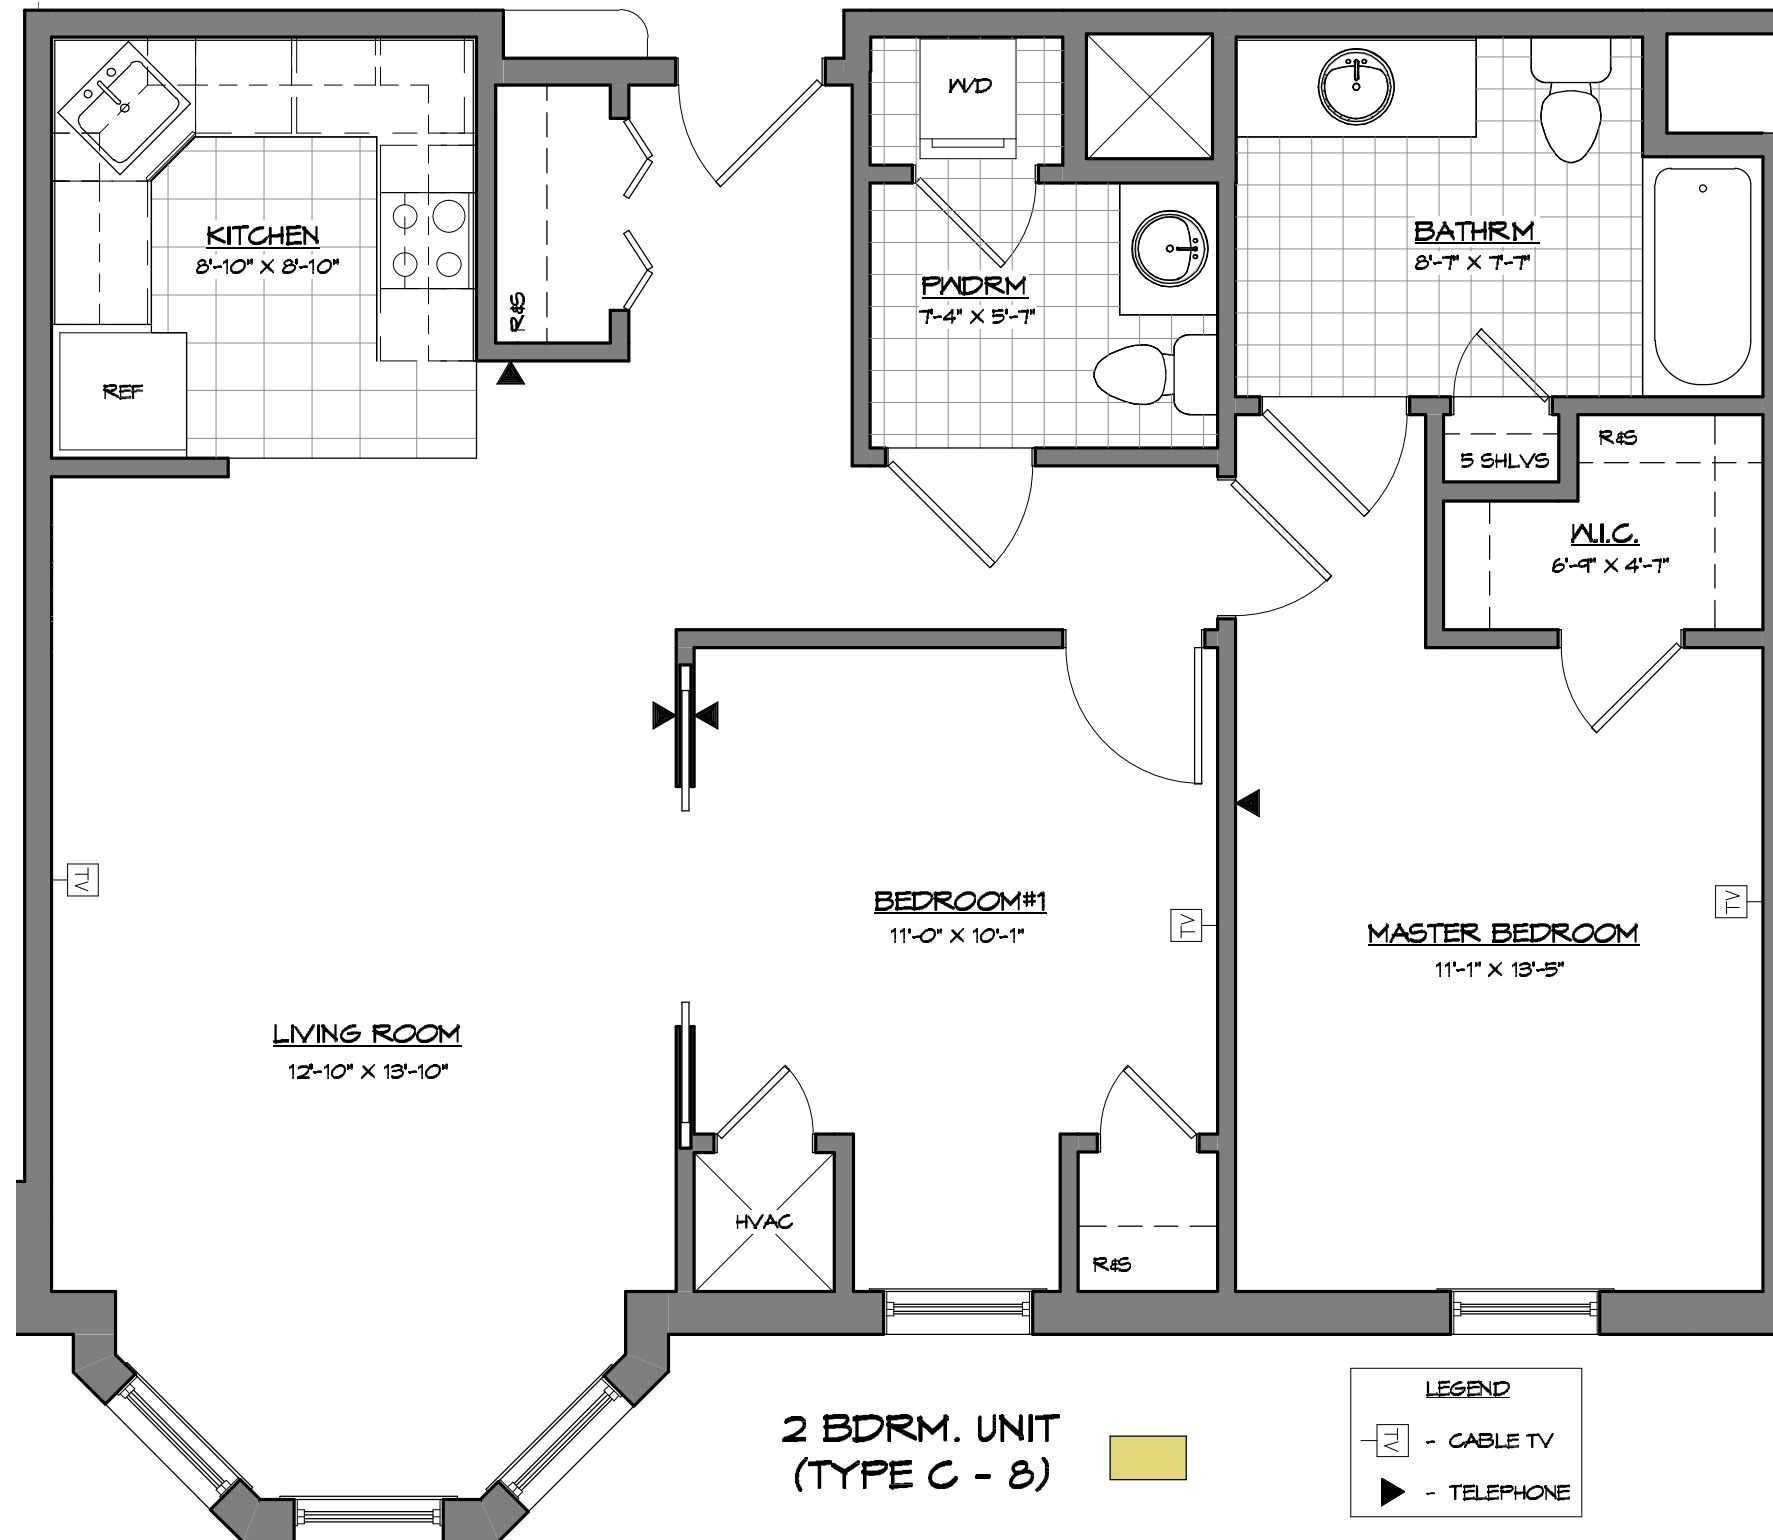 W/D
KITCHEN
8'-10" X 8'-10"
R&S
REF
PWDRM
7'-4" X 5'-7"
BATHRM
8'-7" X 7'-7"
R&S
5 SHLVS
W.I.C.
6'-9" X 4'-7"
TV
BEDROOM#1
11'-0" X 10'-1"
TV
MASTER BEDROOM
11'-1" X 13'-5"
TV
LIVING ROOM
12'-10" X 13'-10"
HVAC
R&S
2 BDRM. UNIT
(TYPE C - 8)
LEGEND
TV - CABLE TV
- TELEPHONE